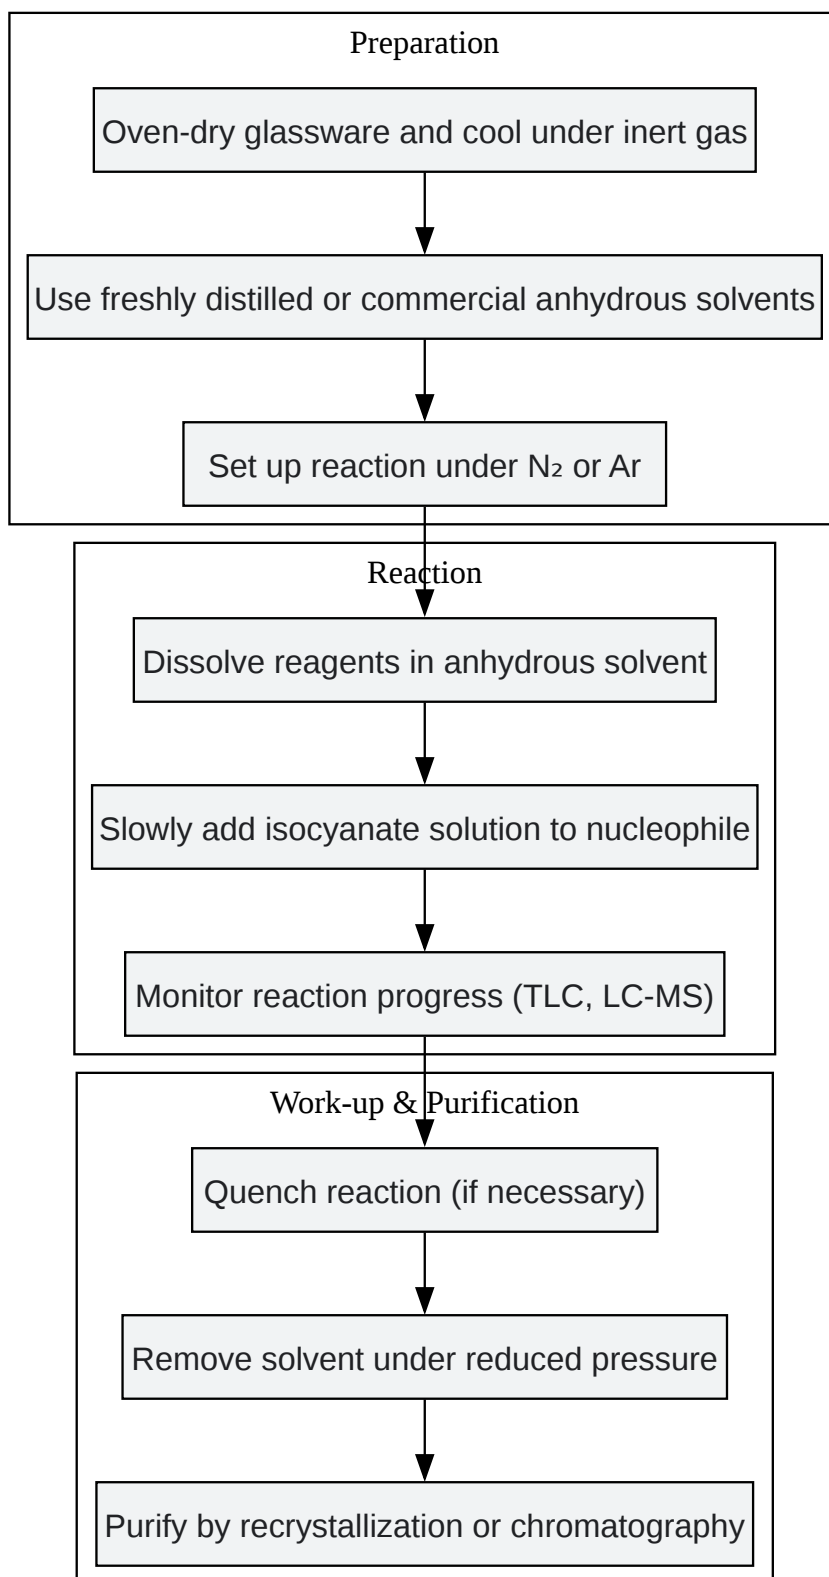 Preparation
Oven-dry glassware and cool under inert gas
Use freshly distilled or commercial anhydrous solvents
Set up reaction under N₂ or Ar
Reaction
Dissolve reagents in anhydrous solvent
Slowly add isocyanate solution to nucleophile
Monitor reaction progress (TLC, LC-MS)
Work-up & Purification
Quench reaction (if necessary)
Remove solvent under reduced pressure
Purify by recrystallization or chromatography